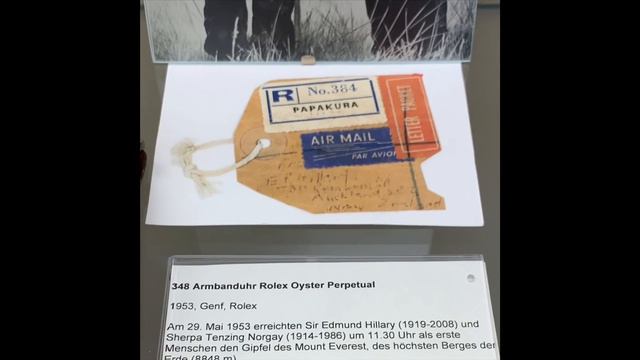 R No.384
PAPAKURA
LETTER PACKET
AIR MAIL
PAR AVION
348 Armbanduhr Rolex Oyster Perpetual
1953, Genf, Rolex
Am 29. Mai 1953 erreichten Sir Edmund Hillary (1919-2008) und
Sherpa Tenzing Norgay (1914-1986) um 11.30 Uhr als erste
Menschen den Gipfel des Mount Everest, des höchsten Berges der
Erde (8848 m)